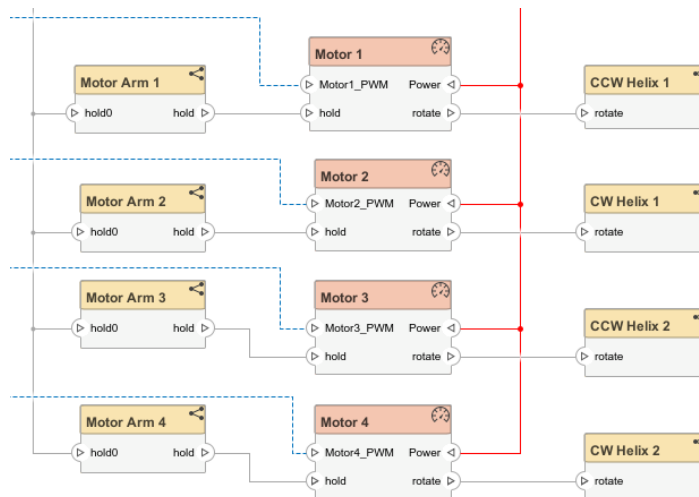 Motor 1
Motor Arm 1
CCW Helix 1
Motor1_PWM Power
hold0 hold
hold rotate
rotate
Motor 2
Motor Arm 2
CW Helix 1
Motor2_PWM Power
hold0 hold
hold rotate
rotate
Motor Arm 3
Motor 3
CCW Helix 2
hold0 hold
Motor3_PWM Power
hold rotate
rotate
Motor Arm 4
Motor 4
CW Helix 2
hold0 hold
Motor4_PWM Power
hold rotate
rotate